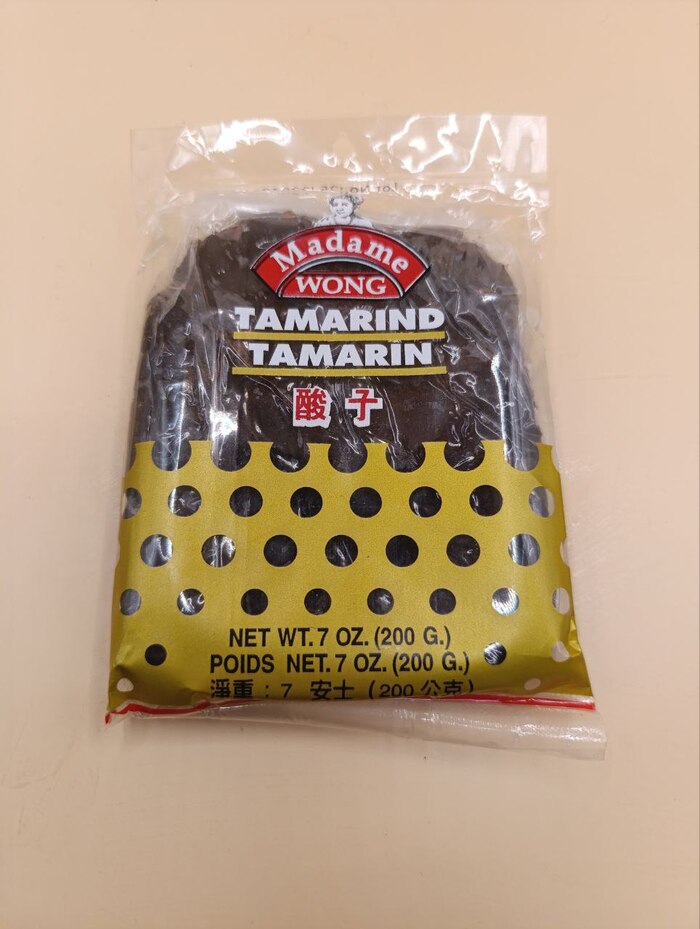 Madame
WONG
TAMARIND
TAMARIN
酸子
NET WT. 7 OZ. (200 G.)
POIDS NET. 7 OZ. (200 G.)
淨重 : 7 安士 (200 公克)